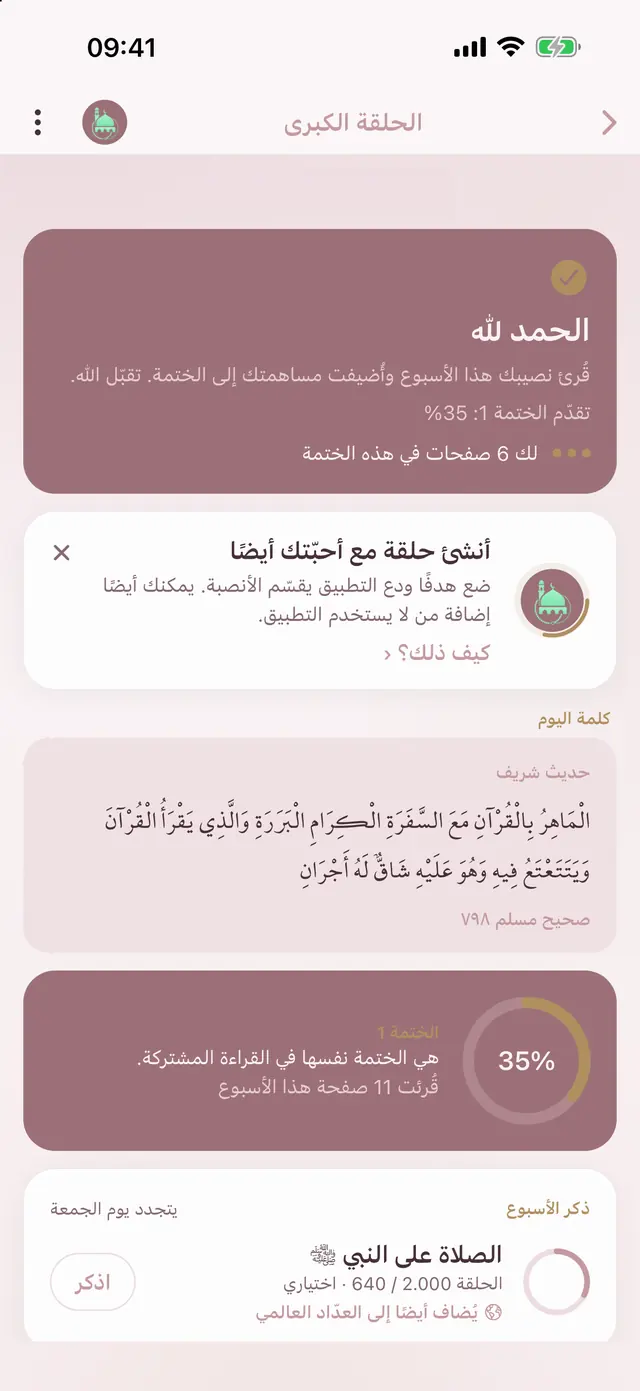 09:41
الحلقة الكبرى
الحمد لله
قُرئ نصيبك هذا الأسبوع وأُضيفت مساهمتك إلى الختمة. تقبّل الله.
تقدّم الختمة 1: 35%
لك 6 صفحات في هذه الختمة
أنشئ حلقة مع أحبّتك أيضًا
ضع هدفًا ودع التطبيق يقسّم الأنصبة. يمكنك أيضًا
إضافة من لا يستخدم التطبيق.
كيف ذلك؟ ›
كلمة اليوم
حديث شريف
الْمَاهِرُ بِالْقُرْآنِ مَعَ السَّفَرَةِ الْكِرَامِ الْبَرَرَةِ وَالَّذِي يَقْرَأُ الْقُرْآنَ
وَيَتَتَعْتَعُ فِيهِ وَهُوَ عَلَيْهِ شَاقٌّ لَهُ أَجْرَانِ
صحيح مسلم ٧٩٨
35%
الختمة 1
هي الختمة نفسها في القراءة المشتركة.
قُرئت 11 صفحة هذا الأسبوع
ذكر الأسبوع
يتجدد يوم الجمعة
الصلاة على النبي ﷺ
الحلقة 2.000 / 640 · اختياري
يُضاف أيضًا إلى العدّاد العالمي
اذكر